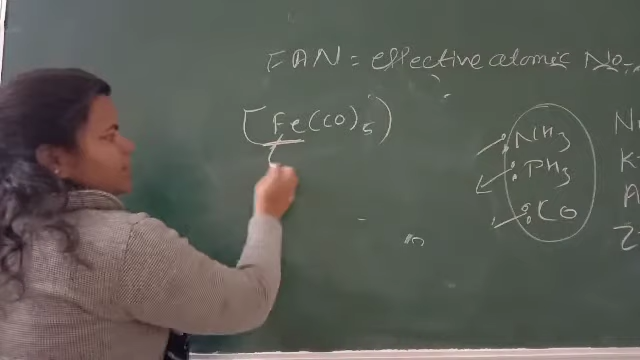 EAN = effective atomic No
[Fe(CO)5]
NH3
PH3
CO